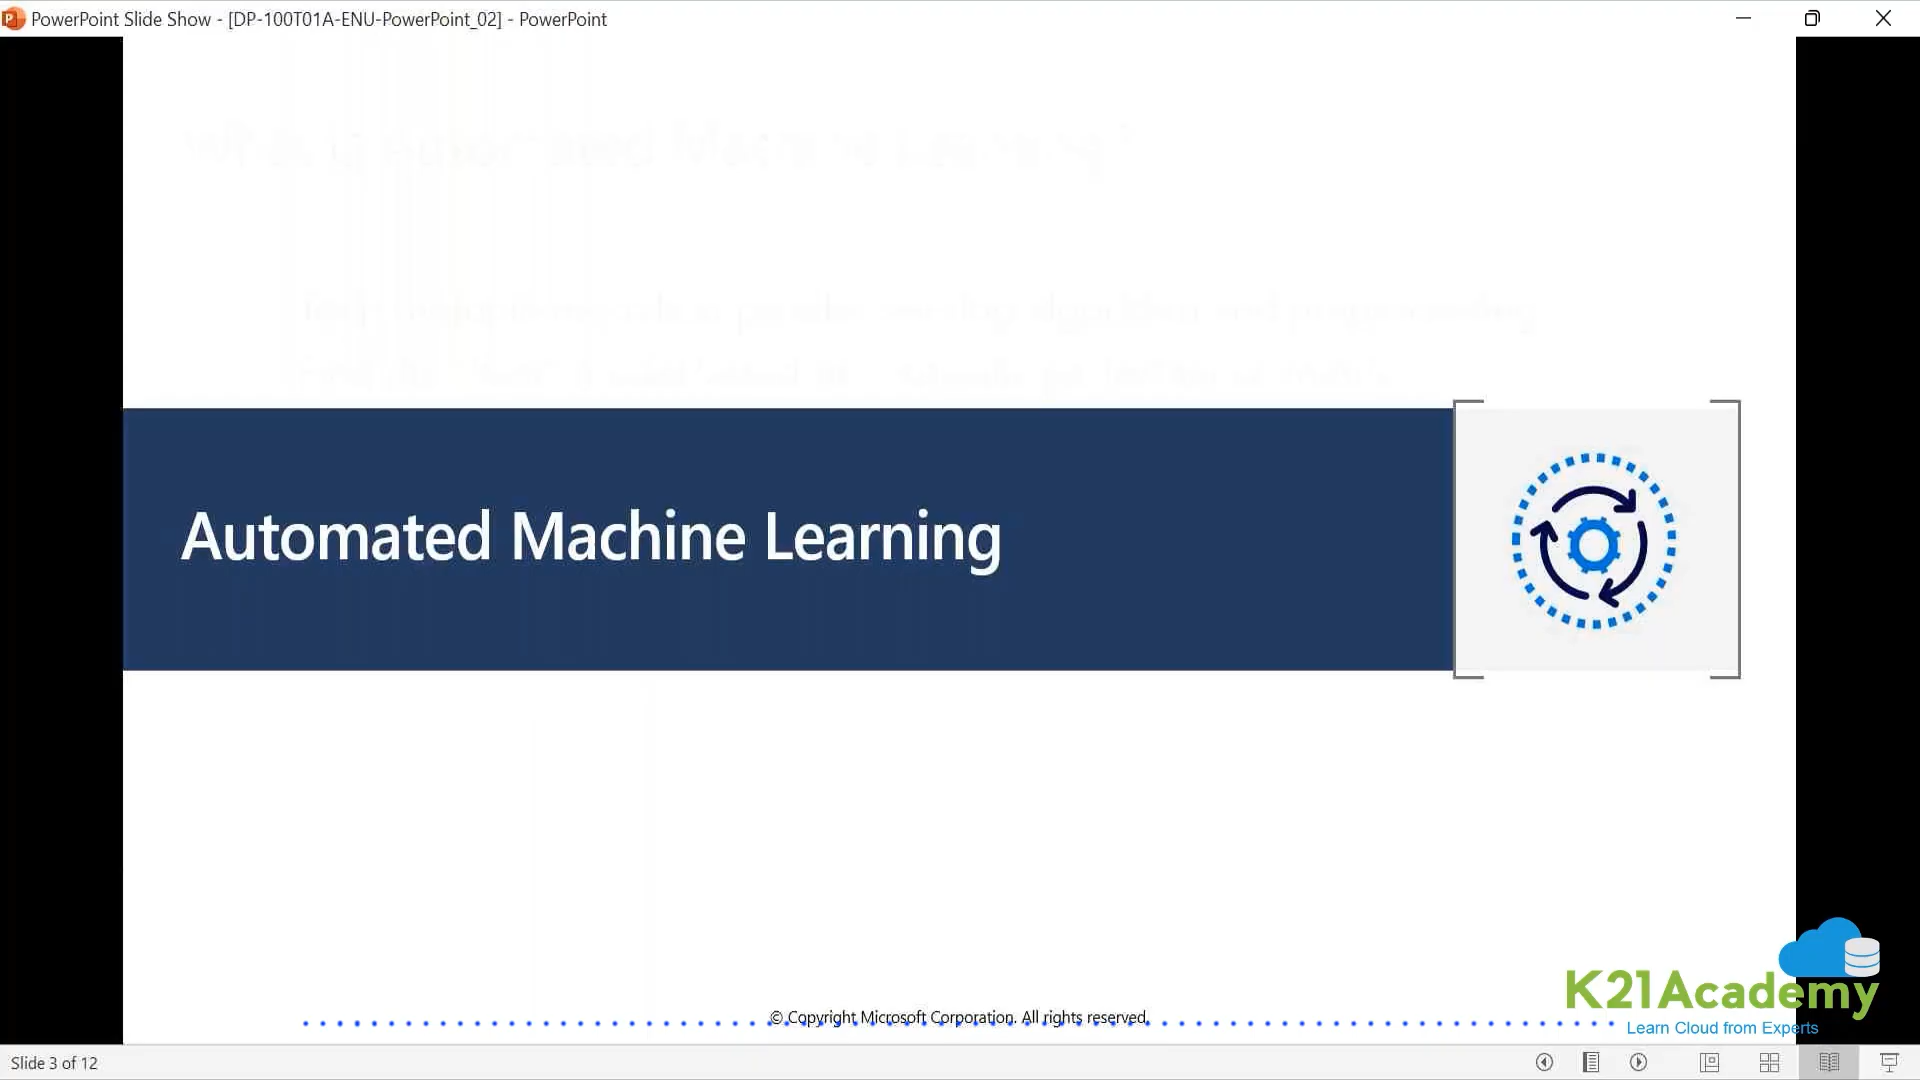 PowerPoint Slide Show - [DP-100T01A-ENU-PowerPoint_02] - PowerPoint
Automated Machine Learning
© Copyright Microsoft Corporation. All rights reserved.
K21Academy
Learn Cloud from Experts
Slide 3 of 12